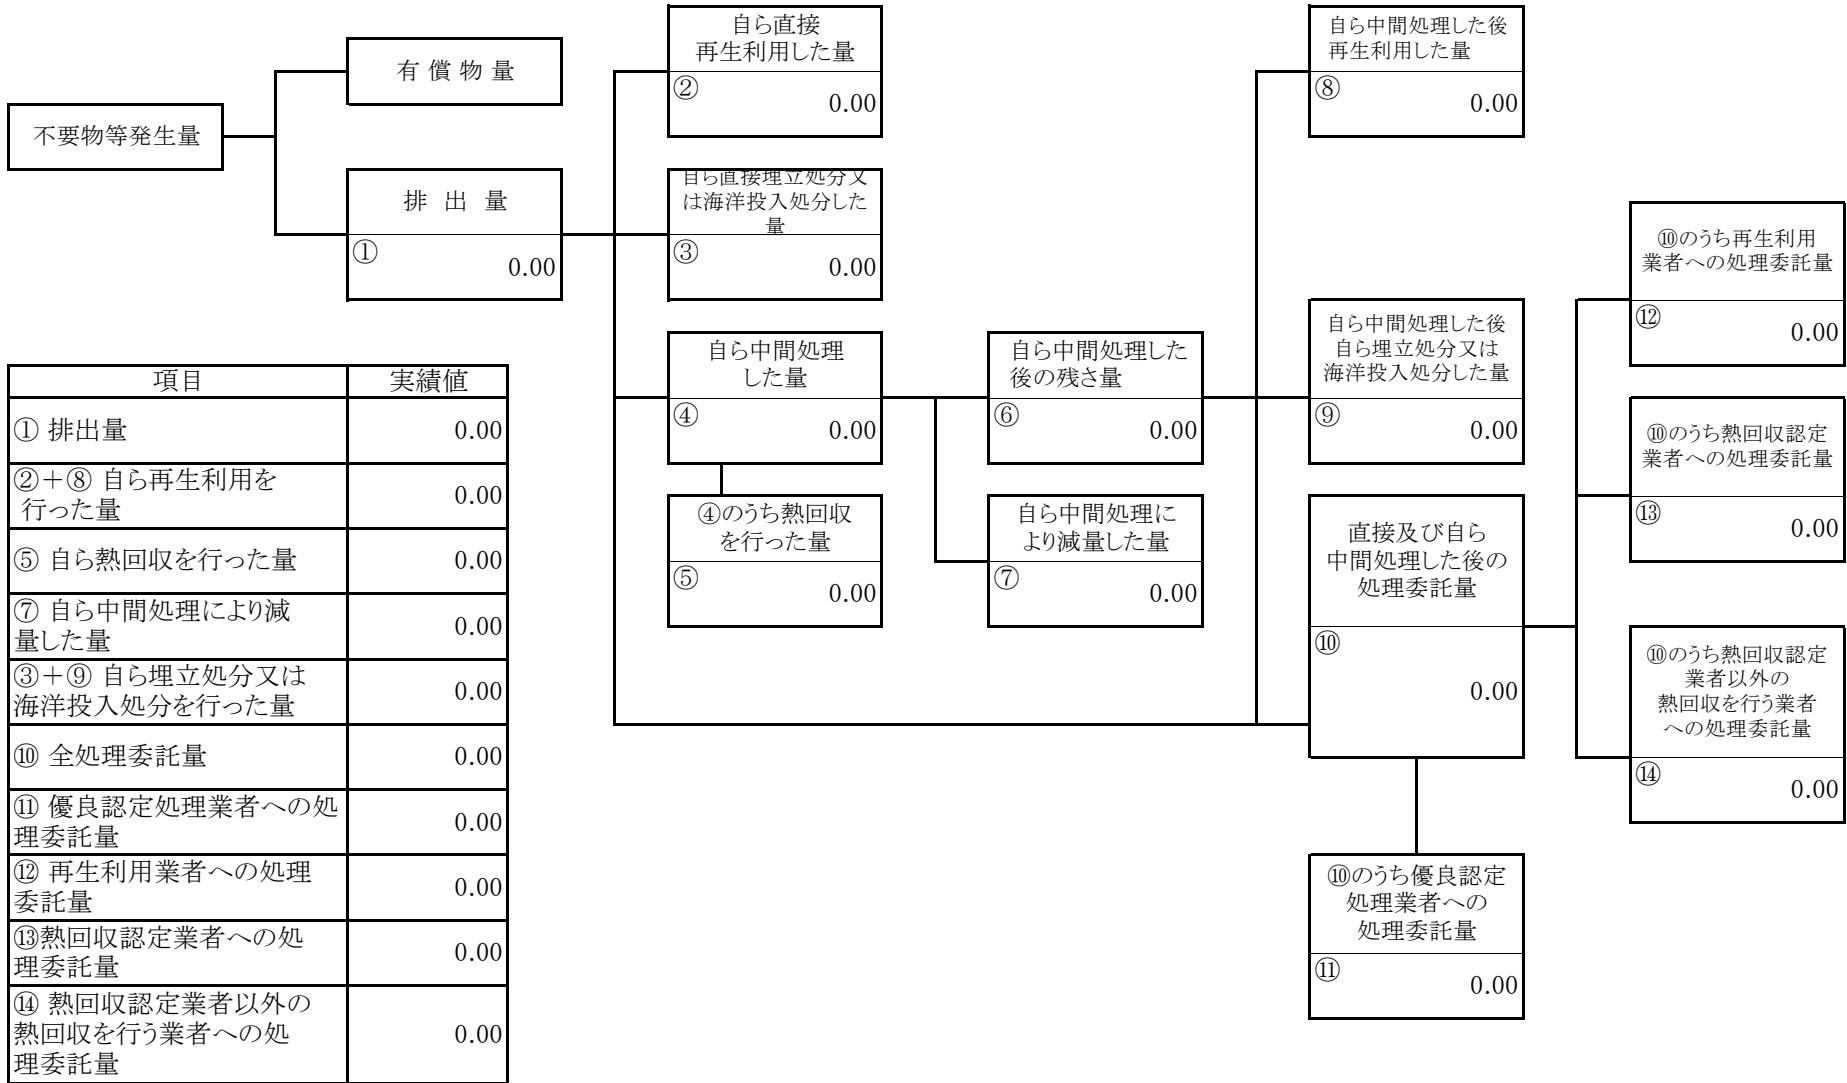 不要物等発生量
有 償 物 量
排 出 量
①
0.00
自ら直接
再生利用した量
②
0.00
自ら直接埋立処分又
は海洋投入処分した
量
③
0.00
自ら中間処理
した量
④
0.00
④のうち熱回収
を行った量
⑤
0.00
自ら中間処理した
後の残さ量
⑥
0.00
自ら中間処理に
より減量した量
⑦
0.00
自ら中間処理した後
再生利用した量
⑧
0.00
自ら中間処理した後
自ら埋立処分又は
海洋投入処分した量
⑨
0.00
直接及び自ら
中間処理した後の
処理委託量
⑩
0.00
⑩のうち優良認定
処理業者への
処理委託量
⑪
0.00
⑩のうち再生利用
業者への処理委託量
⑫
0.00
⑩のうち熱回収認定
業者への処理委託量
⑬
0.00
⑩のうち熱回収認定
業者以外の
熱回収を行う業者
への処理委託量
⑭
0.00
項目 実績値
① 排出量 0.00
②＋⑧ 自ら再生利用を
行った量 0.00
⑤ 自ら熱回収を行った量 0.00
⑦ 自ら中間処理により減
量した量 0.00
③＋⑨ 自ら埋立処分又は
海洋投入処分を行った量 0.00
⑩ 全処理委託量 0.00
⑪ 優良認定処理業者への処
理委託量 0.00
⑫ 再生利用業者への処理
委託量 0.00
⑬熱回収認定業者への処
理委託量 0.00
⑭ 熱回収認定業者以外の
熱回収を行う業者への処
理委託量 0.00